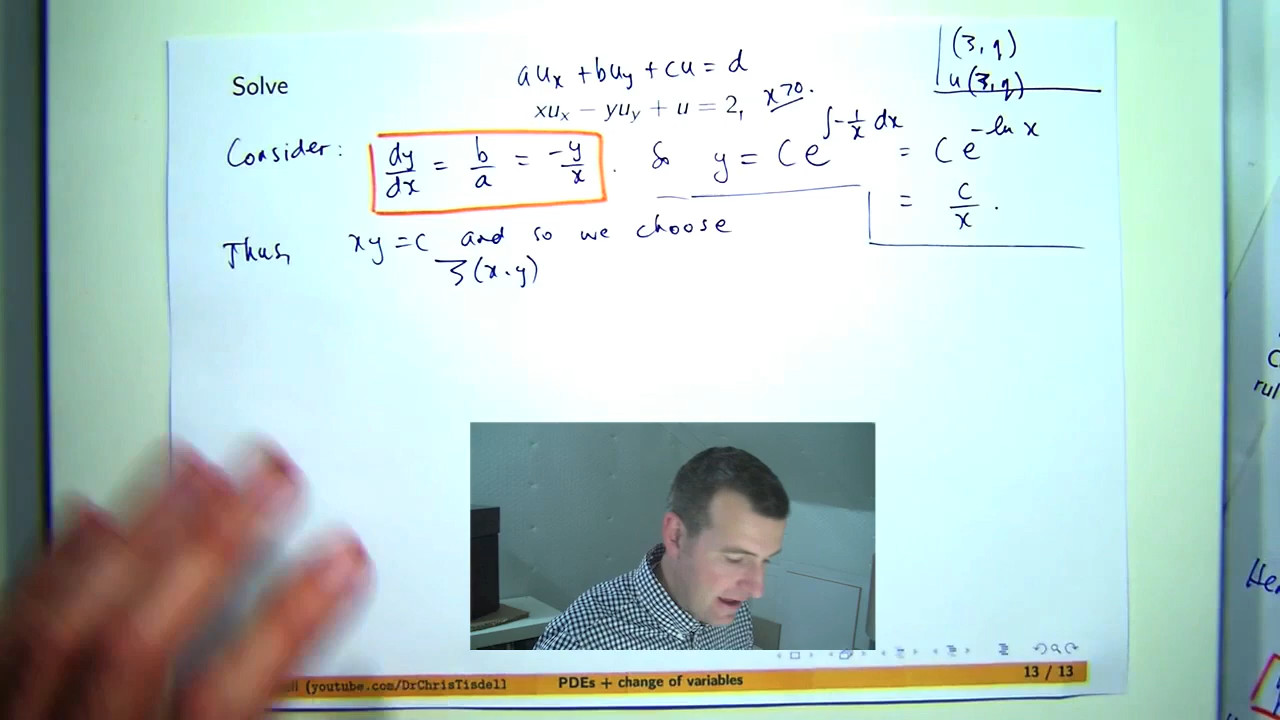 (ξ, η)
u(ξ, η)
au_x + bu_y + cu = d
Solve
xu_x − yu_y + u = 2, x>0.
Consider: dy/dx = b/a = -y/x . So y = Ce^{∫-1/x dx} = Ce^{-ln x}
= C/x .
Thus, xy = C and so we choose
ξ(x,y)
(youtube.com/DrChrisTisdell
PDEs + change of variables
13 / 13